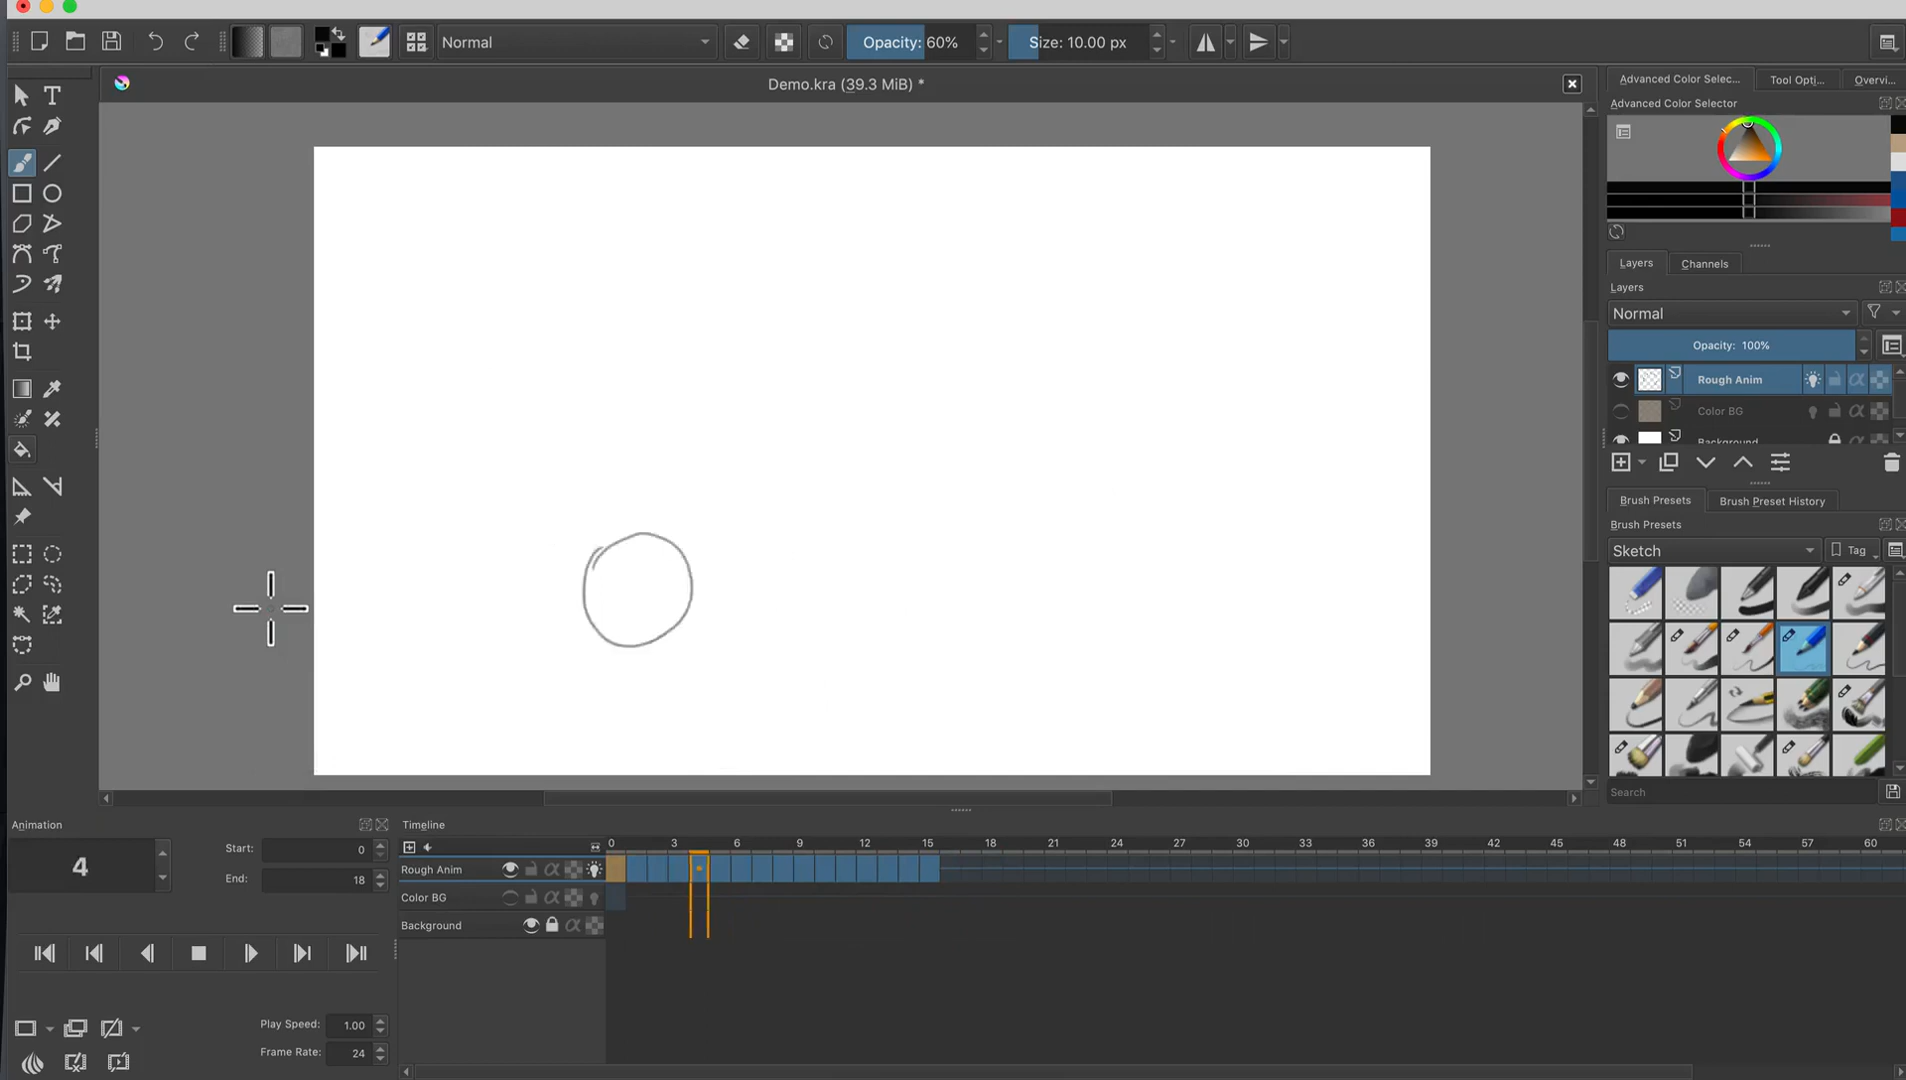 Normal
Opacity: 60%
Size: 10.00 px
Demo.kra (39.3 MiB) *
Advanced Color Selec...
Tool Opti...
Overvi...
Advanced Color Selector
Layers
Channels
Layers
Normal
Opacity: 100%
Rough Anim
Color BG
Background
Brush Presets
Brush Preset History
Brush Presets
Sketch
Tag
Search
Animation
Timeline
4
Start: 0
End: 18
0 3 6 9 12 15 18 21 24 27 30 33 36 39 42 45 48 51 54 57 60
Rough Anim
Color BG
Background
Play Speed: 1.00
Frame Rate: 24